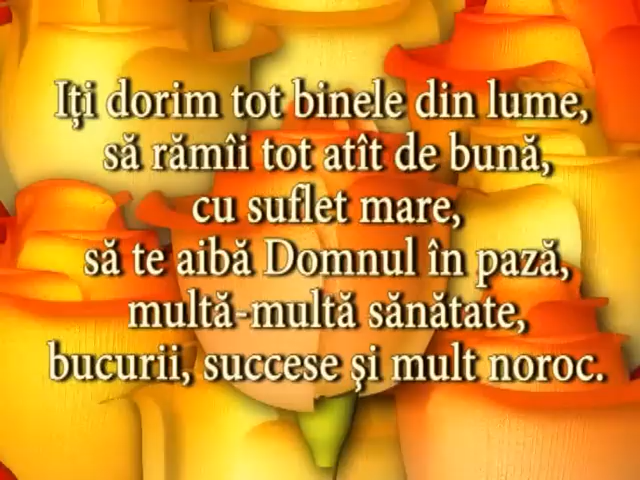 Iți dorim tot binele din lume,
să rămîi tot atît de bună,
cu suflet mare,
să te aibă Domnul în pază,
multă-multă sănătate,
bucurii, succese şi mult noroc.